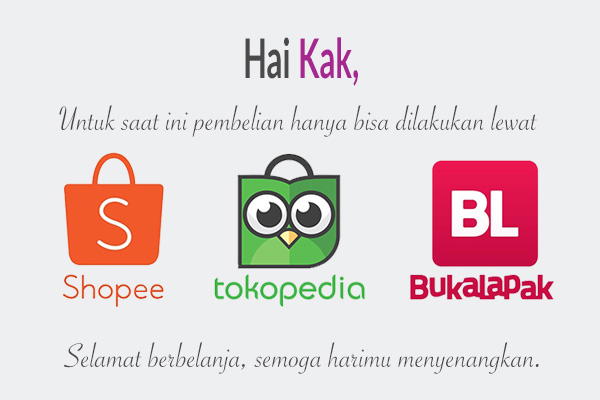 Hai Kak,
Untuk saat ini pembelian hanya bisa dilakukan lewat
S
Shopee
tokopedia
BL
BukaLapak
Selamat berbelanja, semoga harimu menyenangkan.